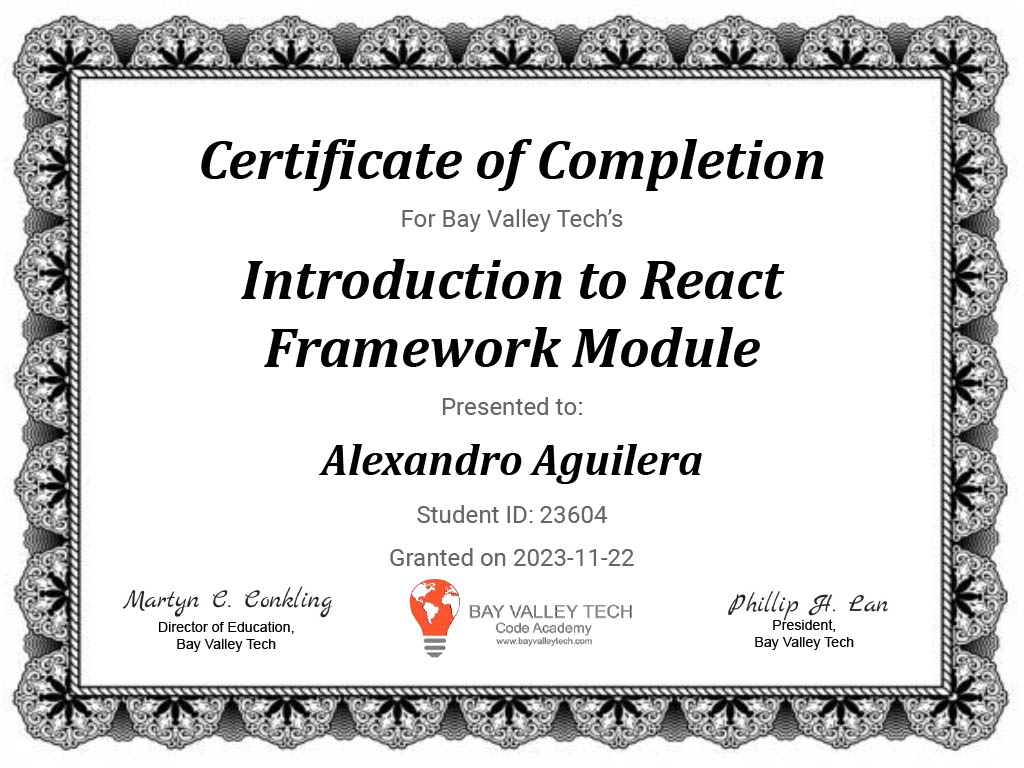 Certificate of Completion
For Bay Valley Tech’s
Introduction to React
Framework Module
Presented to:
Alexandro Aguilera
Student ID: 23604
Granted on 2023-11-22
Martyn C. Conkling
Director of Education,
Bay Valley Tech
BAY VALLEY TECH
Code Academy
www.bayvalleytech.com
Phillip H. Lan
President,
Bay Valley Tech